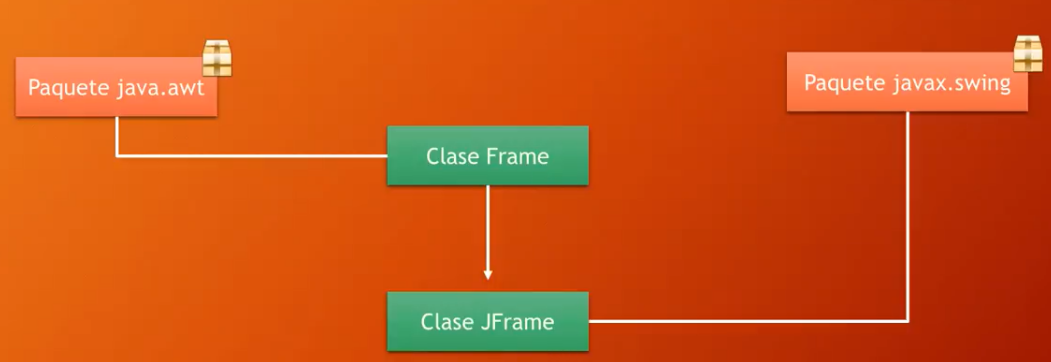 Paquete java.awt
Paquete javax.swing
Clase Frame
Clase JFrame